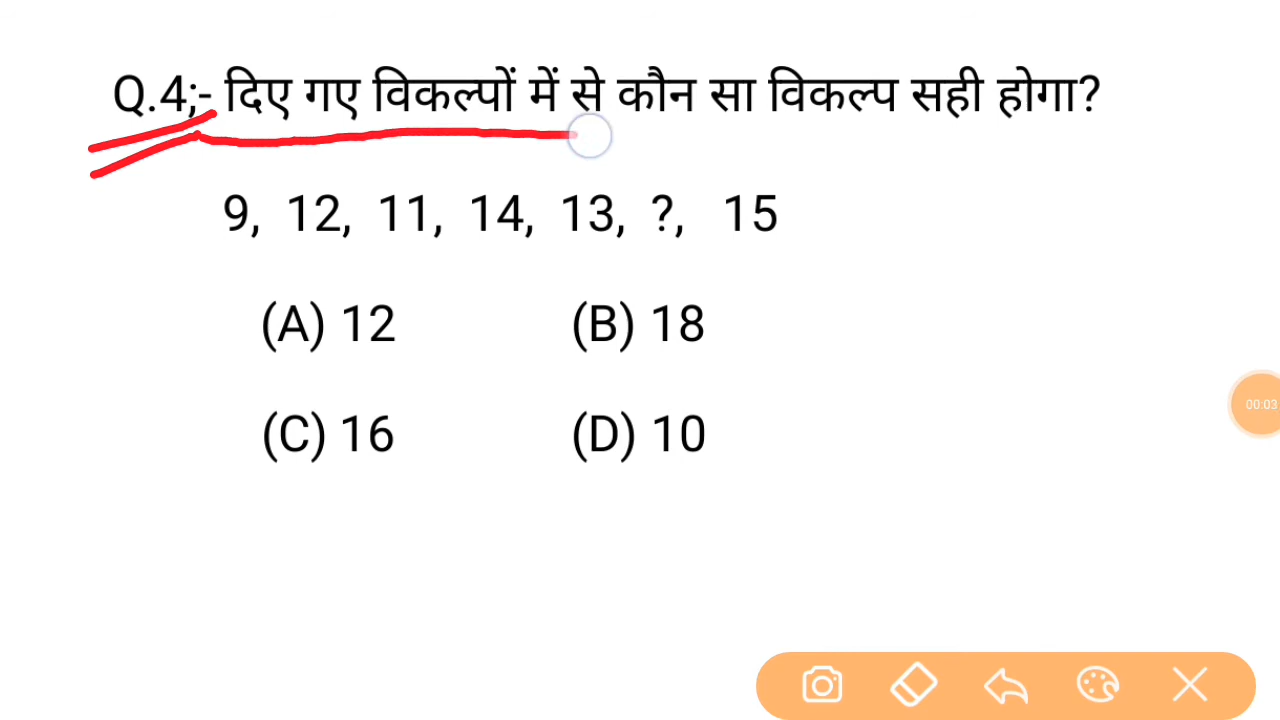 Q.4;- दिए गए विकल्पों में से कौन सा विकल्प सही होगा?
9, 12, 11, 14, 13, ?, 15
(A) 12 (B) 18
(C) 16 (D) 10
00:03